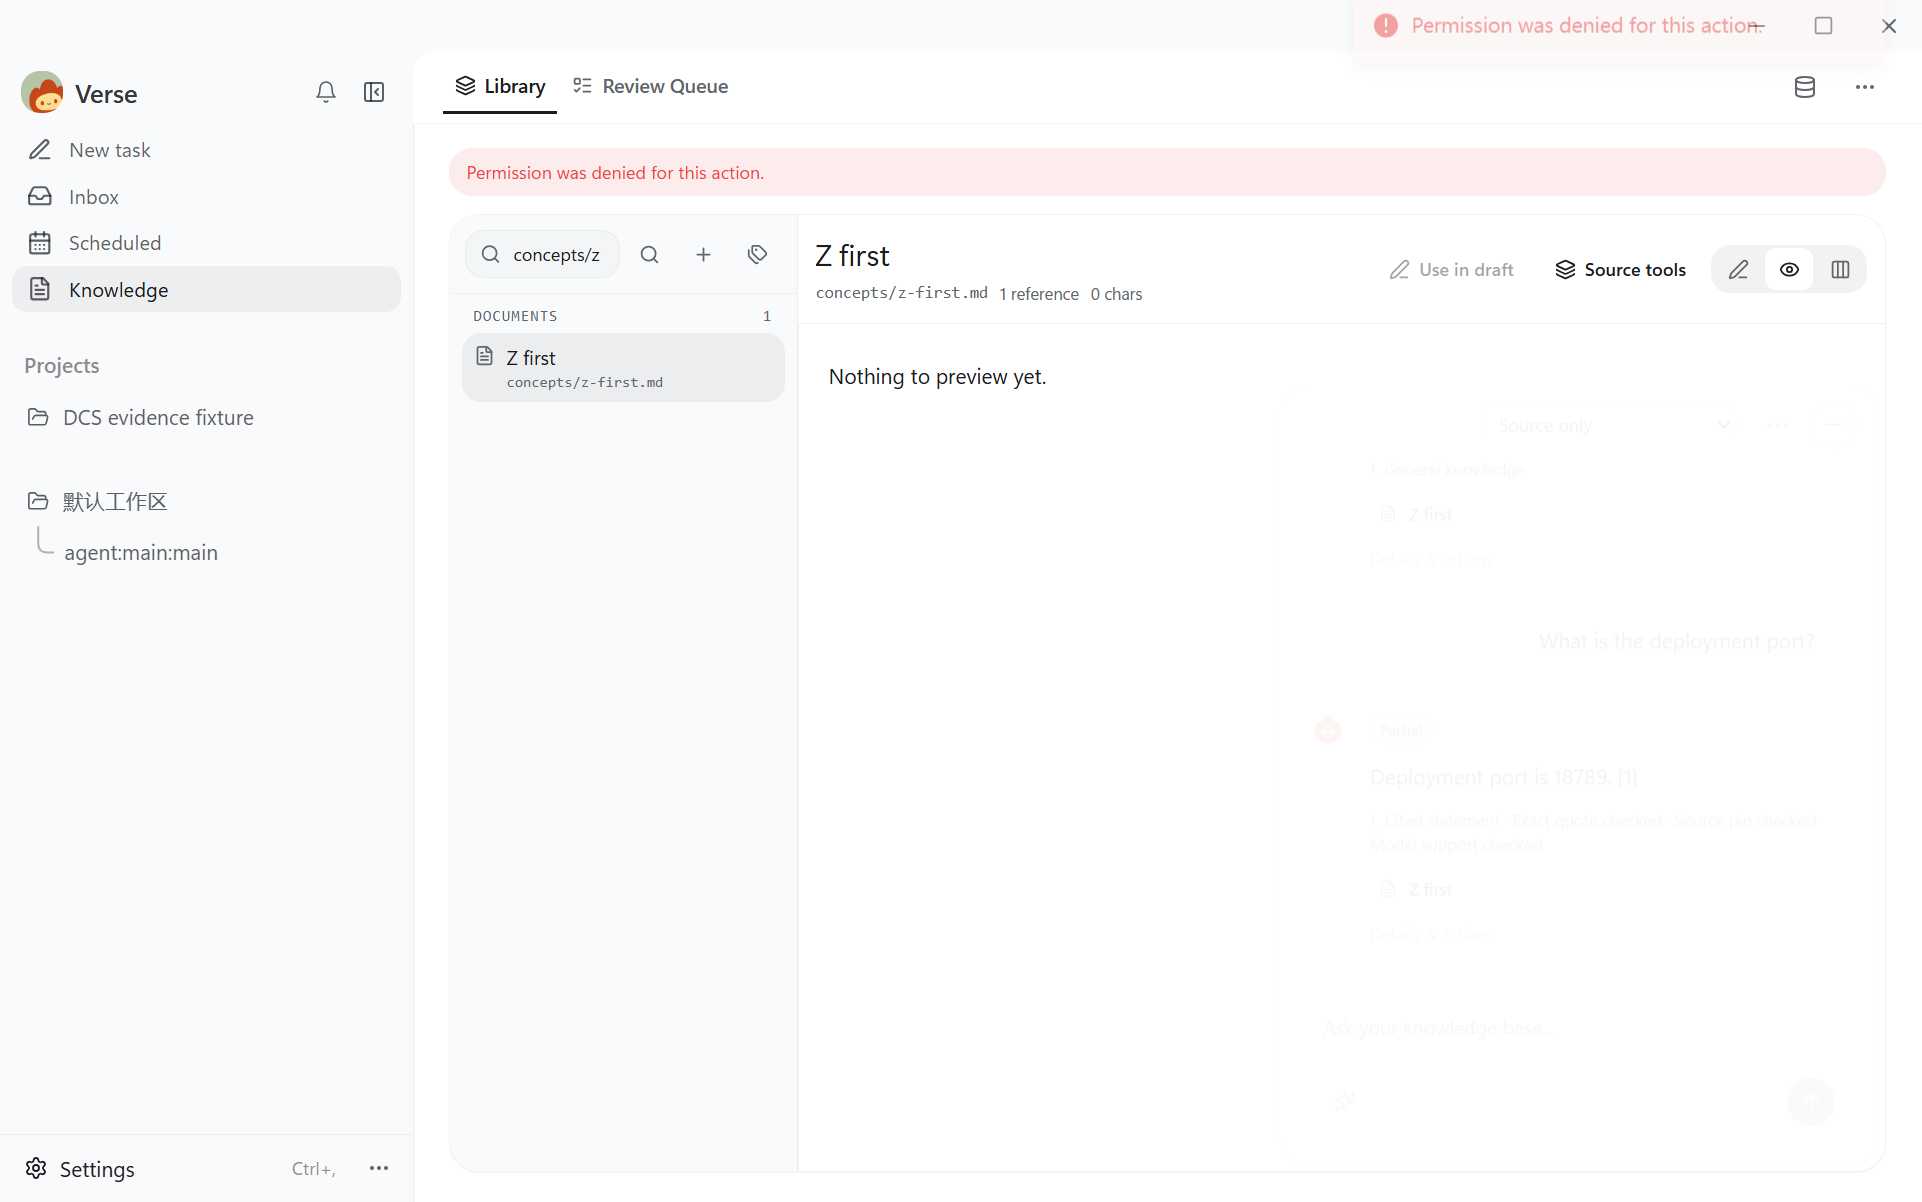 Permission was denied for this action.
Verse
New task
Inbox
Scheduled
Knowledge
Projects
DCS evidence fixture
默认工作区
agent:main:main
Settings
Ctrl+,
Library
Review Queue
Permission was denied for this action.
concepts/z
DOCUMENTS 1
Z first
concepts/z-first.md
Z first
concepts/z-first.md 1 reference 0 chars
Use in draft
Source tools
Nothing to preview yet.
Source only
1 General knowledge
Z first
Details & actions
What is the deployment port?
Partial
Deployment port is 18789. [1]
1 Cited statement · Exact quote checked · Source pin checked ·
Model support checked
Z first
Details & actions
Ask your knowledge base...